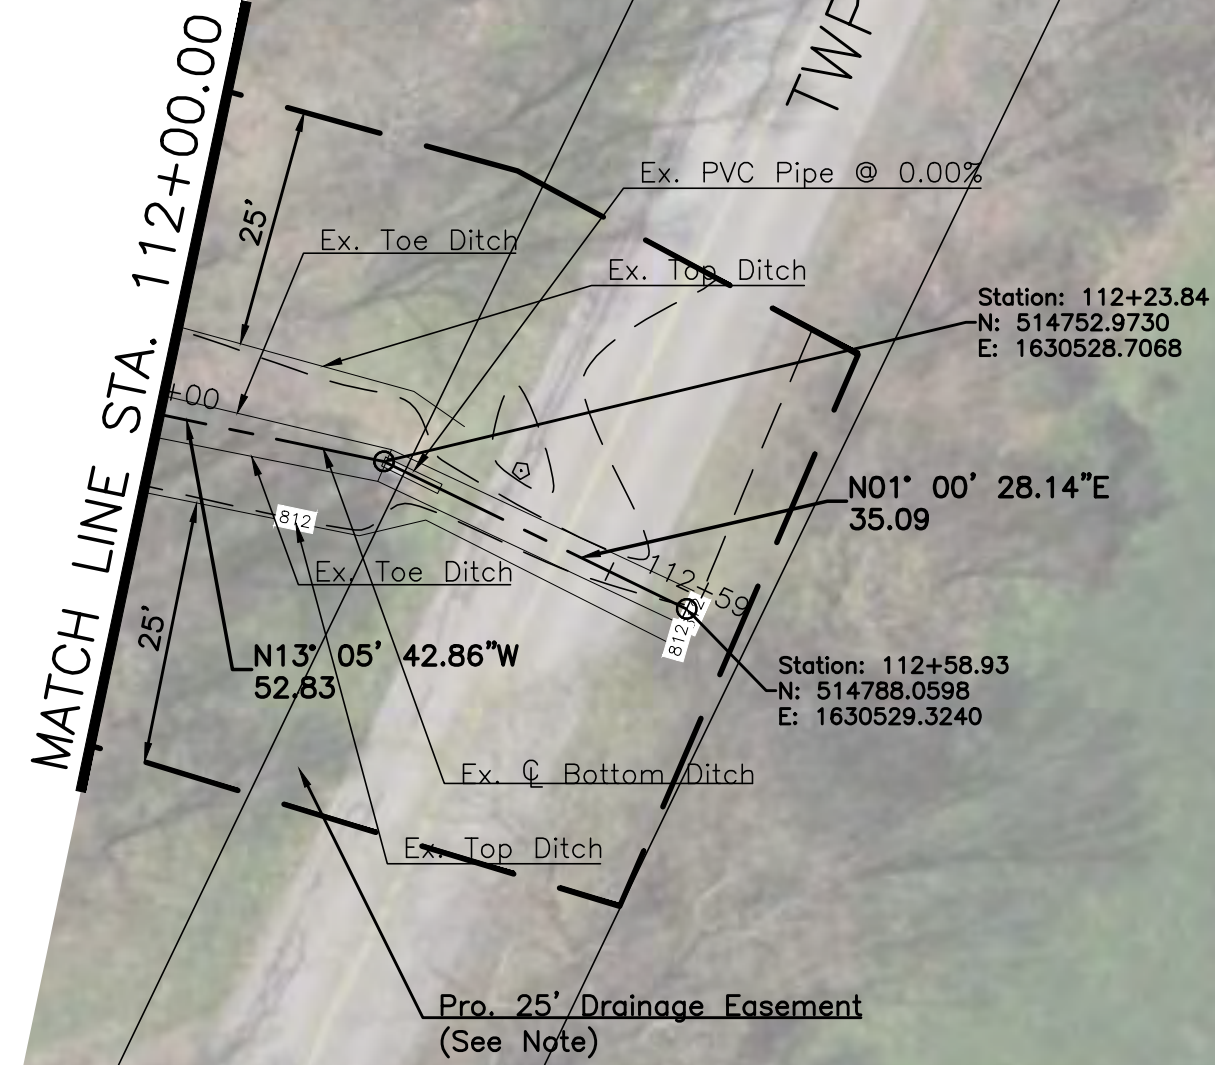 MATCH LINE STA. 112+00.00
TWP
25'
Ex. PVC Pipe @ 0.00%
Ex. Toe Ditch
Ex. Top Ditch
Station: 112+23.84
N: 514752.9730
E: 1630528.7068
+00
N01° 00' 28.14"E
35.09
812
Ex. Toe Ditch
112+59
812
25'
N13° 05' 42.86"W
52.83
Station: 112+58.93
N: 514788.0598
E: 1630529.3240
Ex. ℄ Bottom Ditch
Ex. Top Ditch
Pro. 25' Drainage Easement
(See Note)